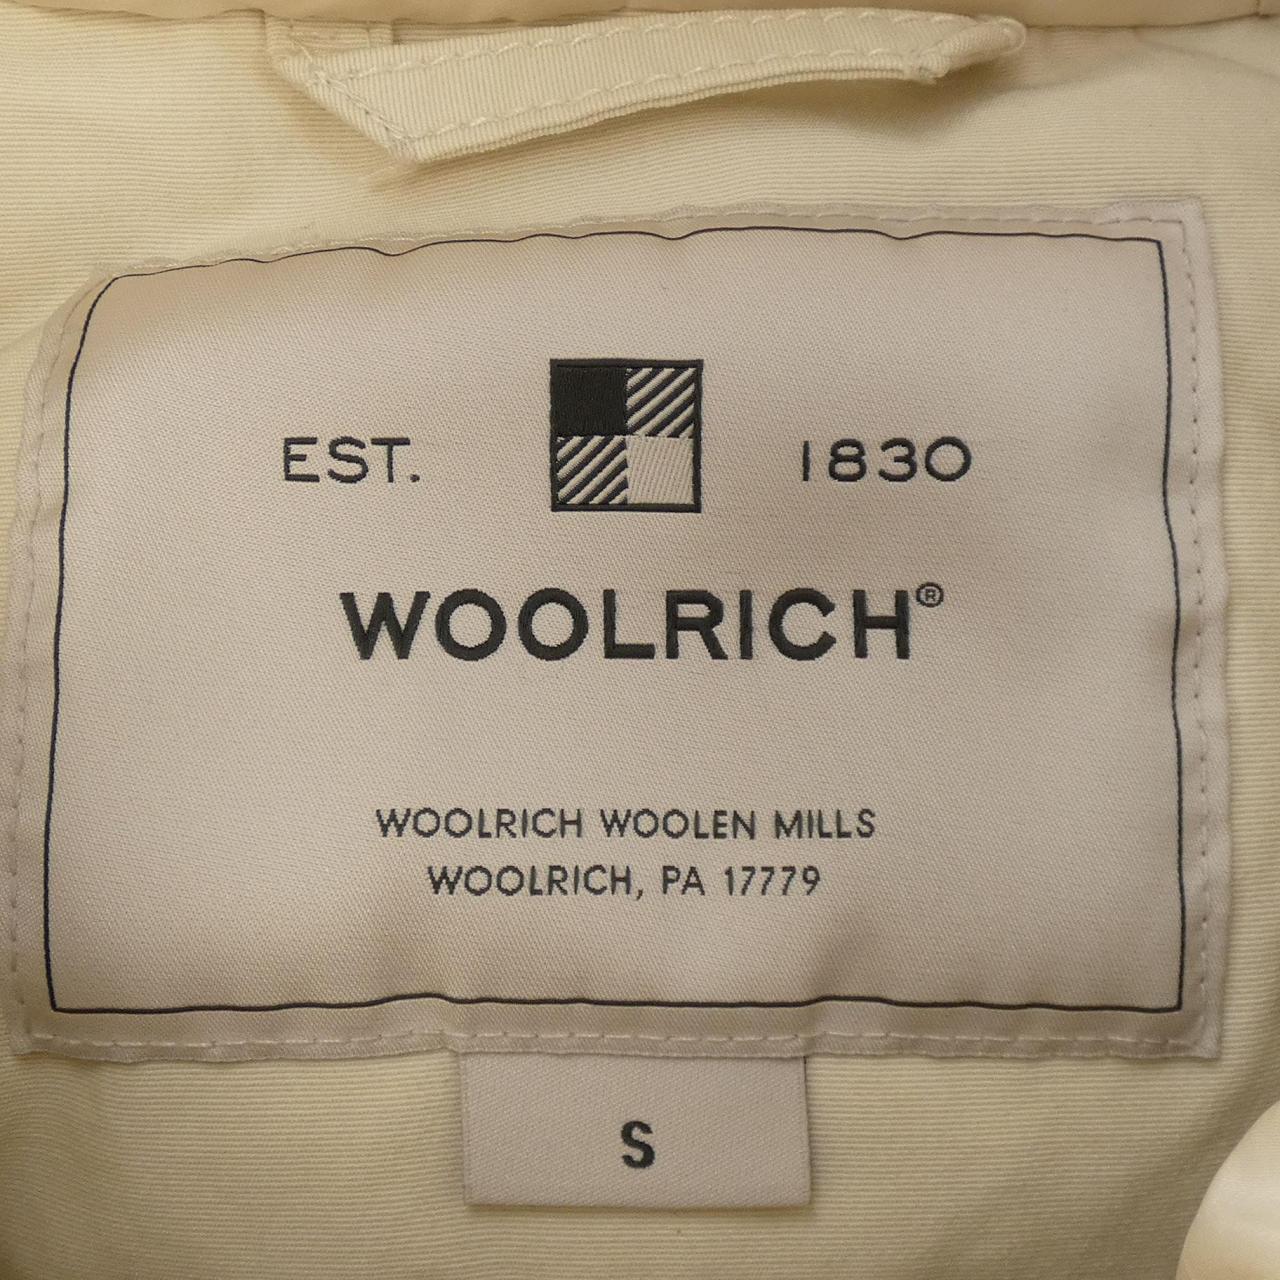 EST. 1830
WOOLRICH®
WOOLRICH WOOLEN MILLS
WOOLRICH, PA 17779
S